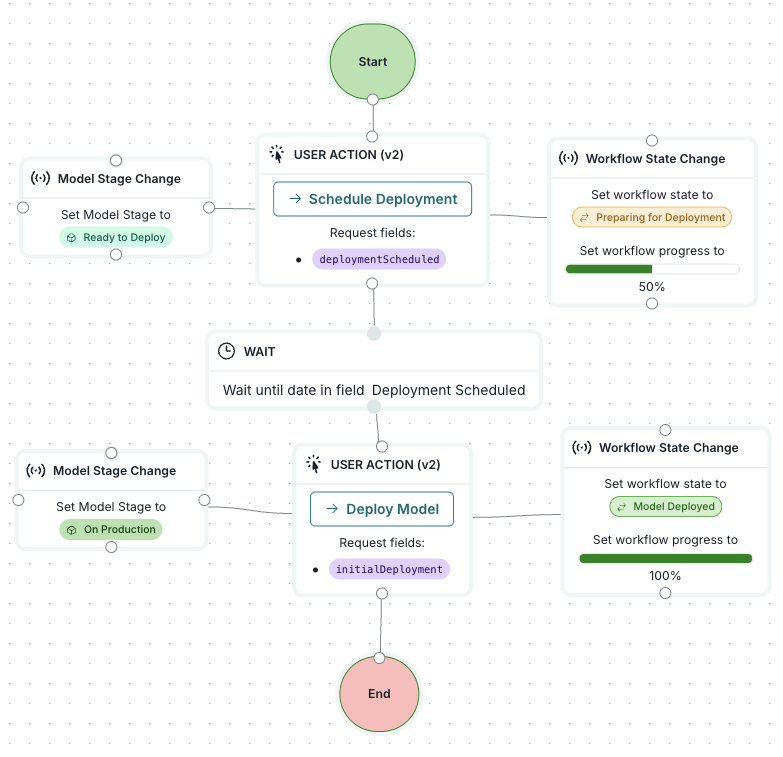 Start
USER ACTION (v2)
Schedule Deployment
Request fields:
deploymentScheduled
Model Stage Change
Set Model Stage to
Ready to Deploy
Workflow State Change
Set workflow state to
Preparing for Deployment
Set workflow progress to
50%
WAIT
Wait until date in field Deployment Scheduled
USER ACTION (v2)
Deploy Model
Request fields:
initialDeployment
Model Stage Change
Set Model Stage to
On Production
Workflow State Change
Set workflow state to
Model Deployed
Set workflow progress to
100%
End